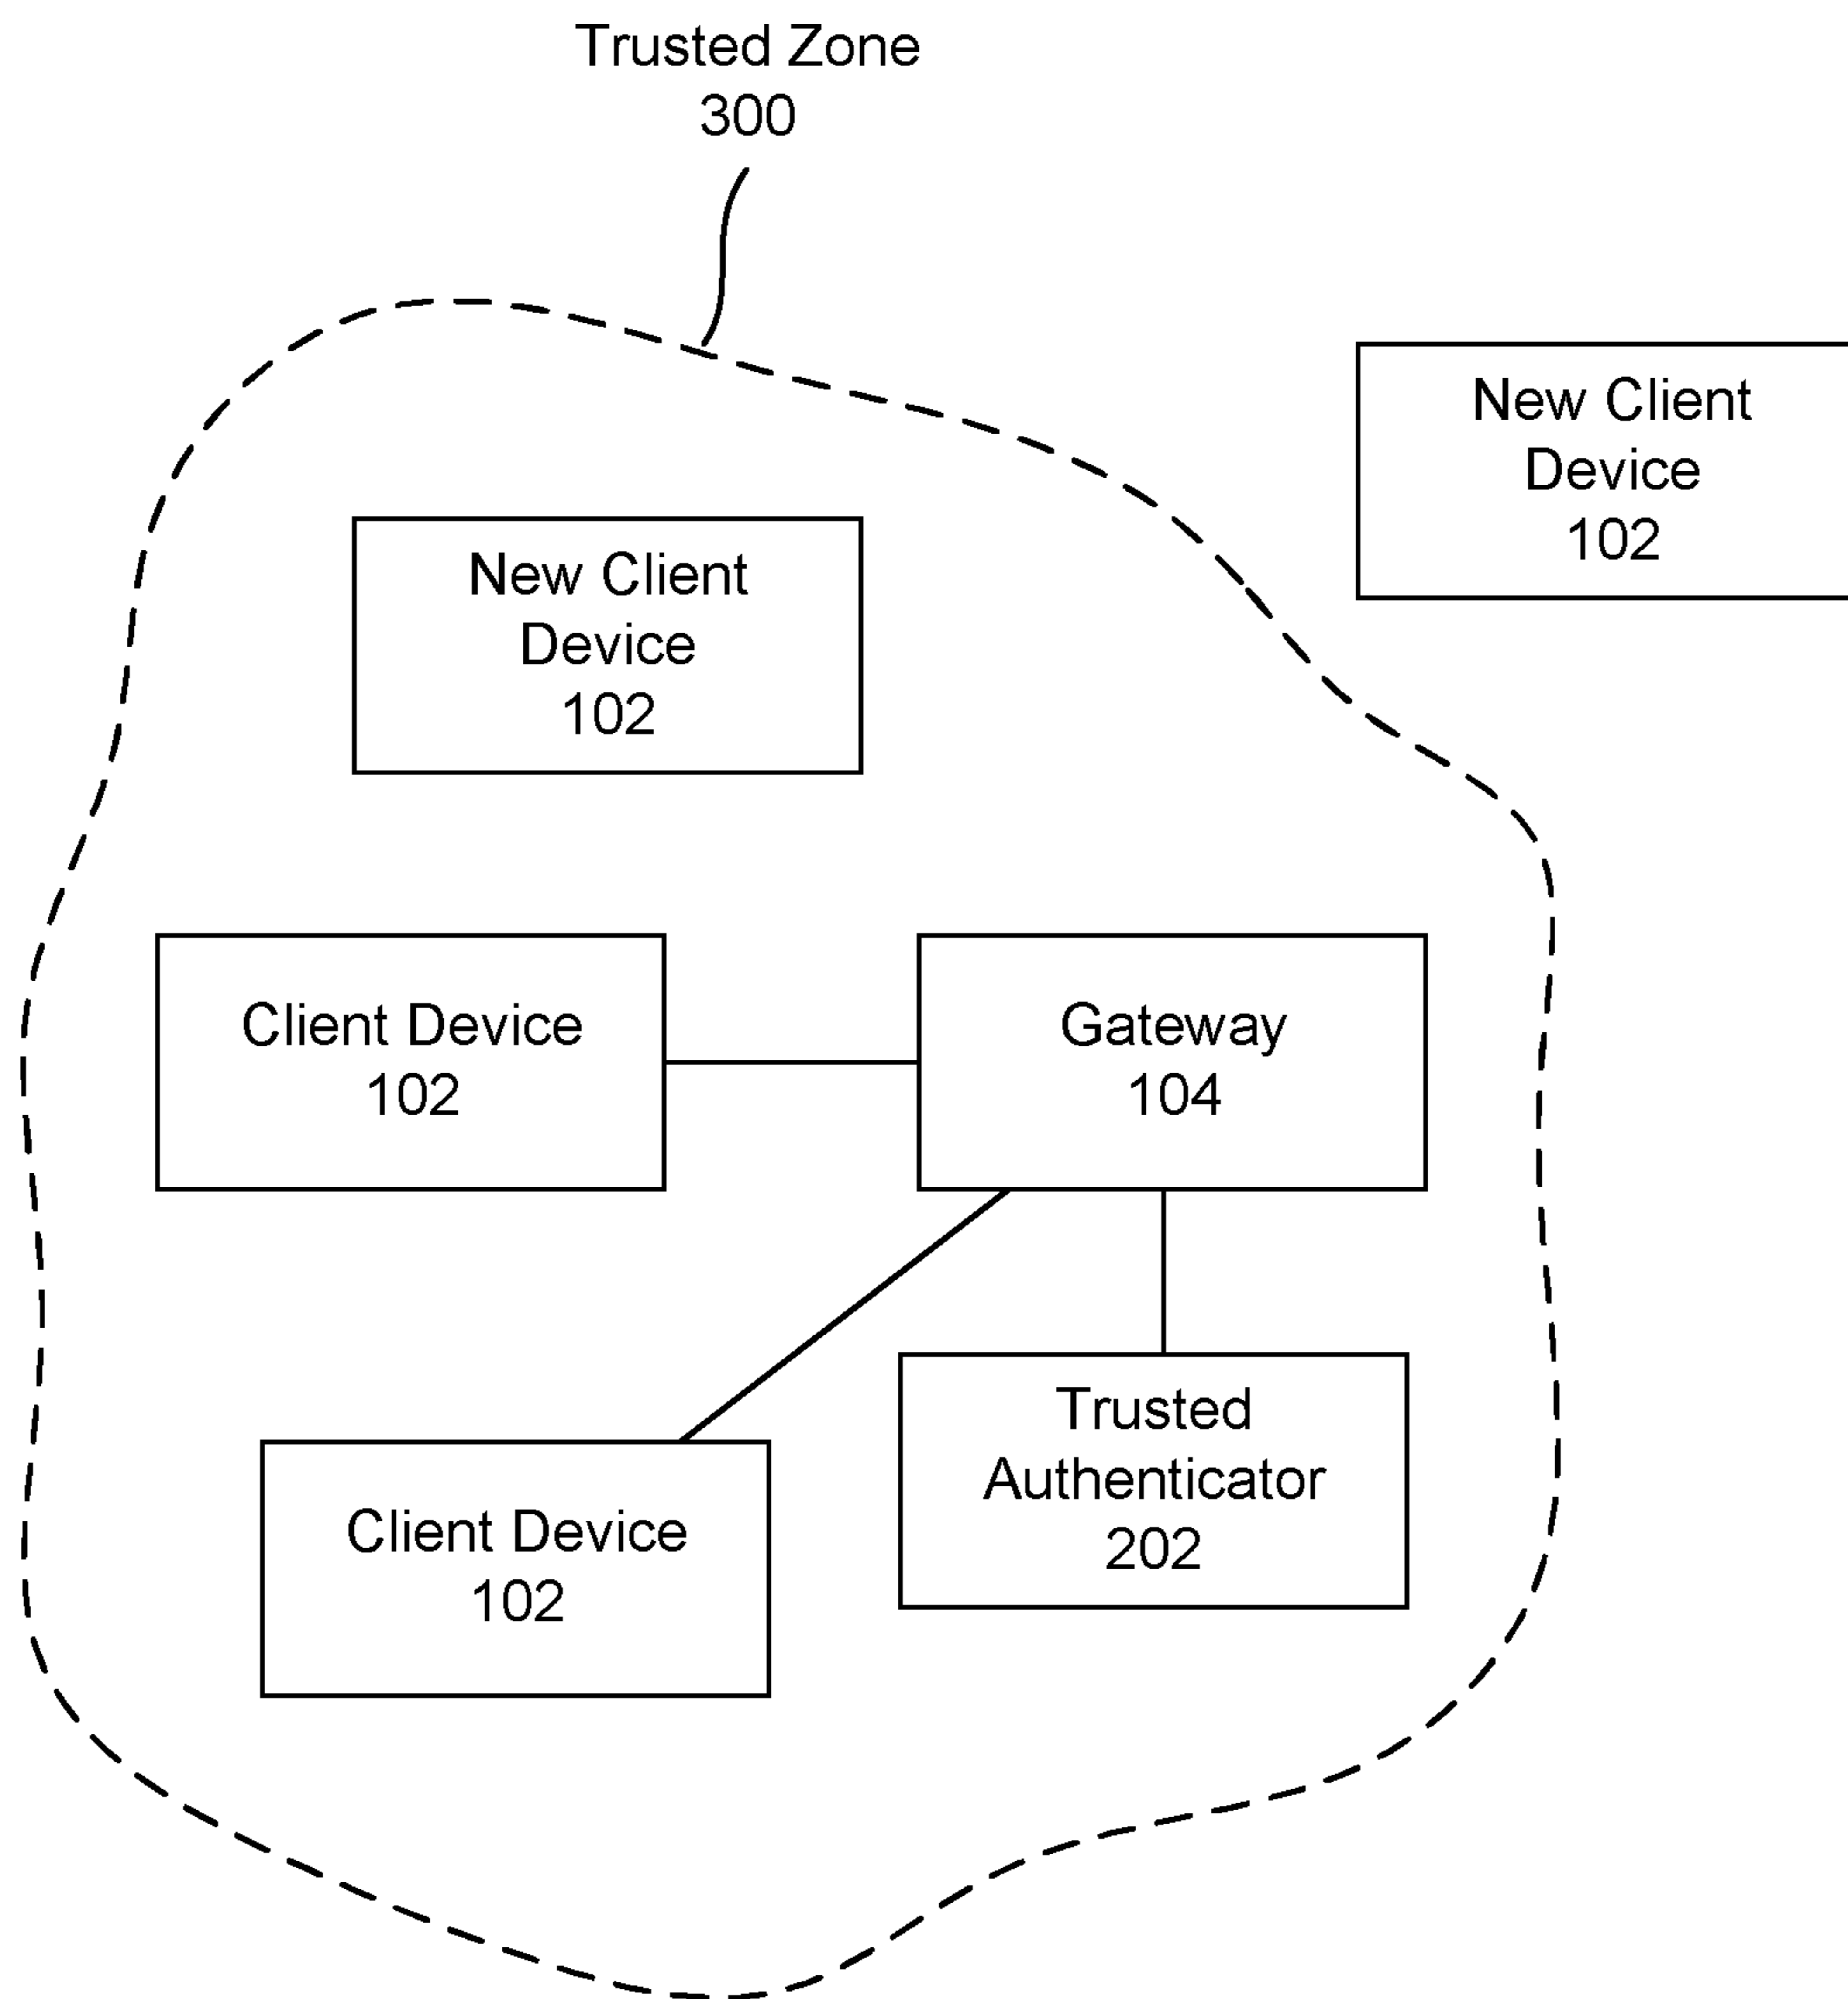 Trusted Zone
300
New Client
Device
102
New Client
Device
102
Client Device
102
Gateway
104
Trusted
Authenticator
202
Client Device
102